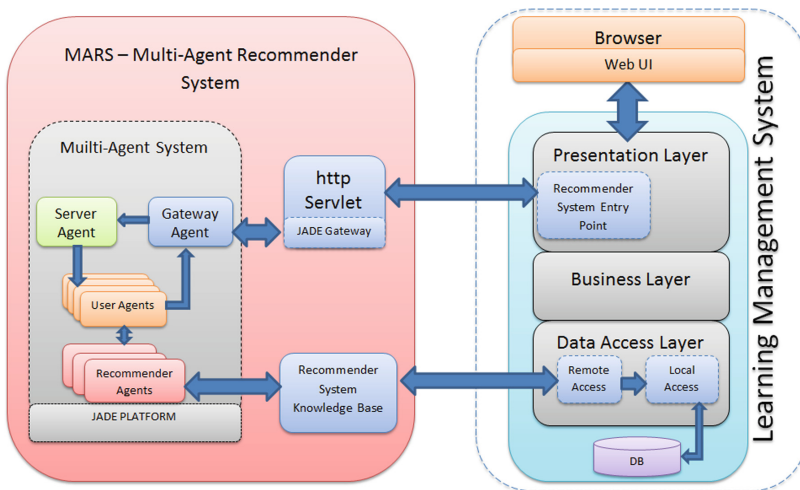 MARS – Multi-Agent Recommender
System
Muilti-Agent System
Server
Agent
Gateway
Agent
User Agents
Recommender
Agents
JADE PLATFORM
http
Servlet
JADE Gateway
Recommender
System
Knowledge Base
Browser
Web UI
Presentation Layer
Recommender
System Entry
Point
Business Layer
Data Access Layer
Remote
Access
Local
Access
DB
Learning Management System